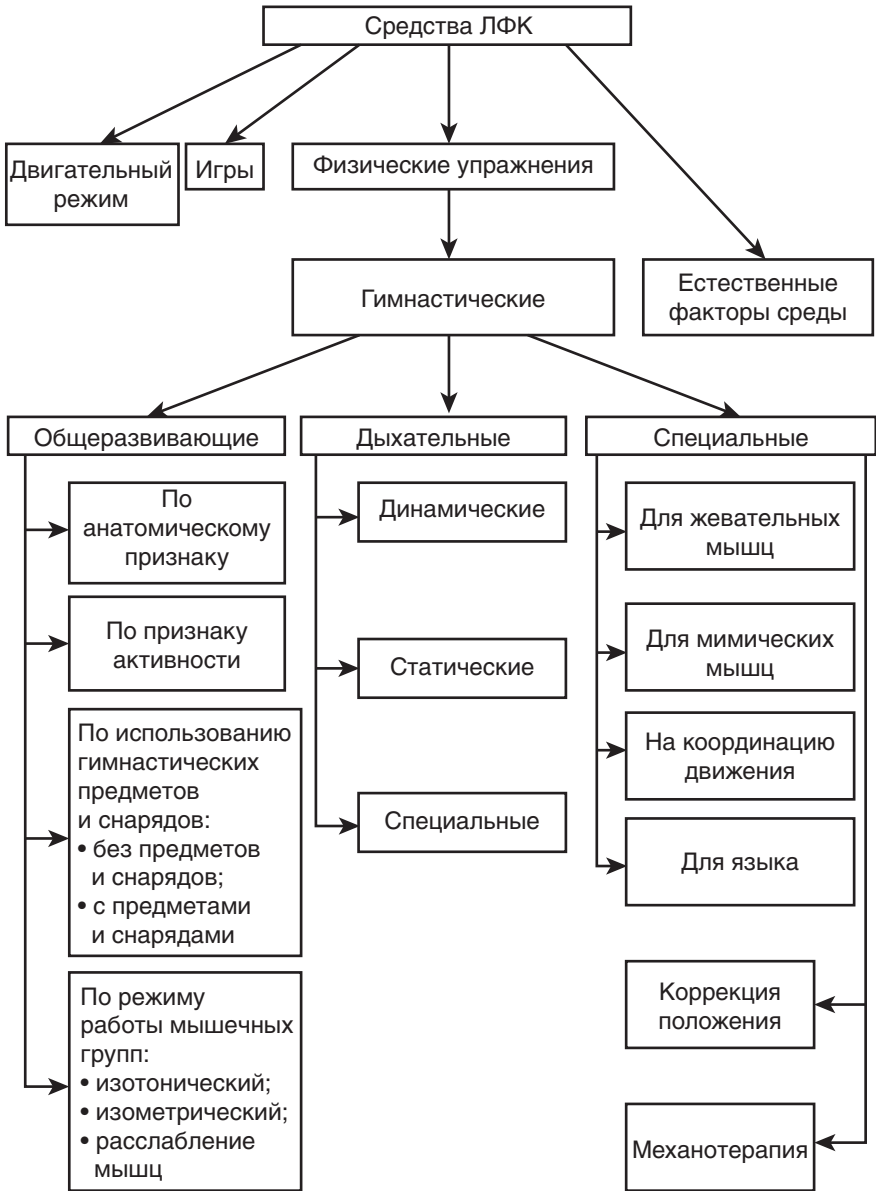 Средства ЛФК
Двигательный
режим
Игры
Физические упражнения
Естественные
факторы среды
Гимнастические
Общеразвивающие
Дыхательные
Специальные
По
анатомическому
признаку
По признаку
активности
По использованию
гимнастических
предметов
и снарядов:
• без предметов
и снарядов;
• с предметами
и снарядами
По режиму
работы мышечных
групп:
• изотонический;
• изометрический;
• расслабление
мышц
Динамические
Статические
Специальные
Для жевательных
мышц
Для мимических
мышц
На координацию
движения
Для языка
Коррекция
положения
Механотерапия